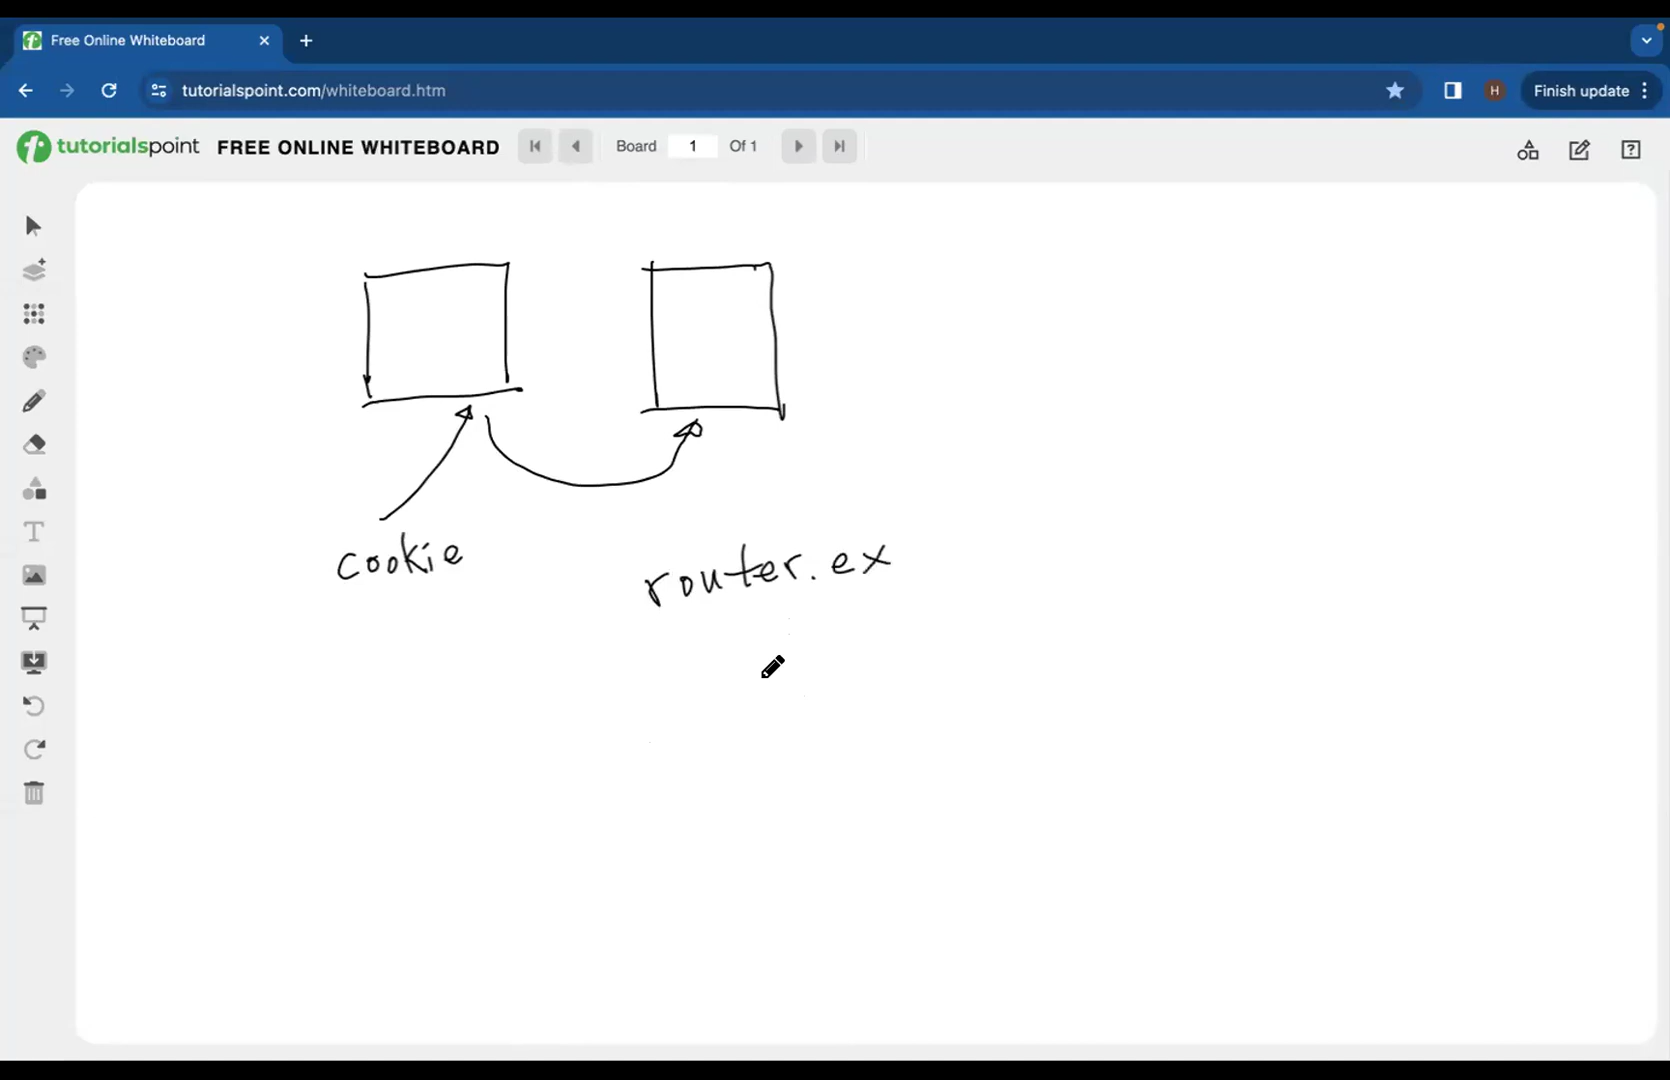 Free Online Whiteboard
tutorialspoint.com/whiteboard.htm
H
Finish update
tutorialspoint
FREE ONLINE WHITEBOARD
Board 1 Of 1
cookie
router.ex